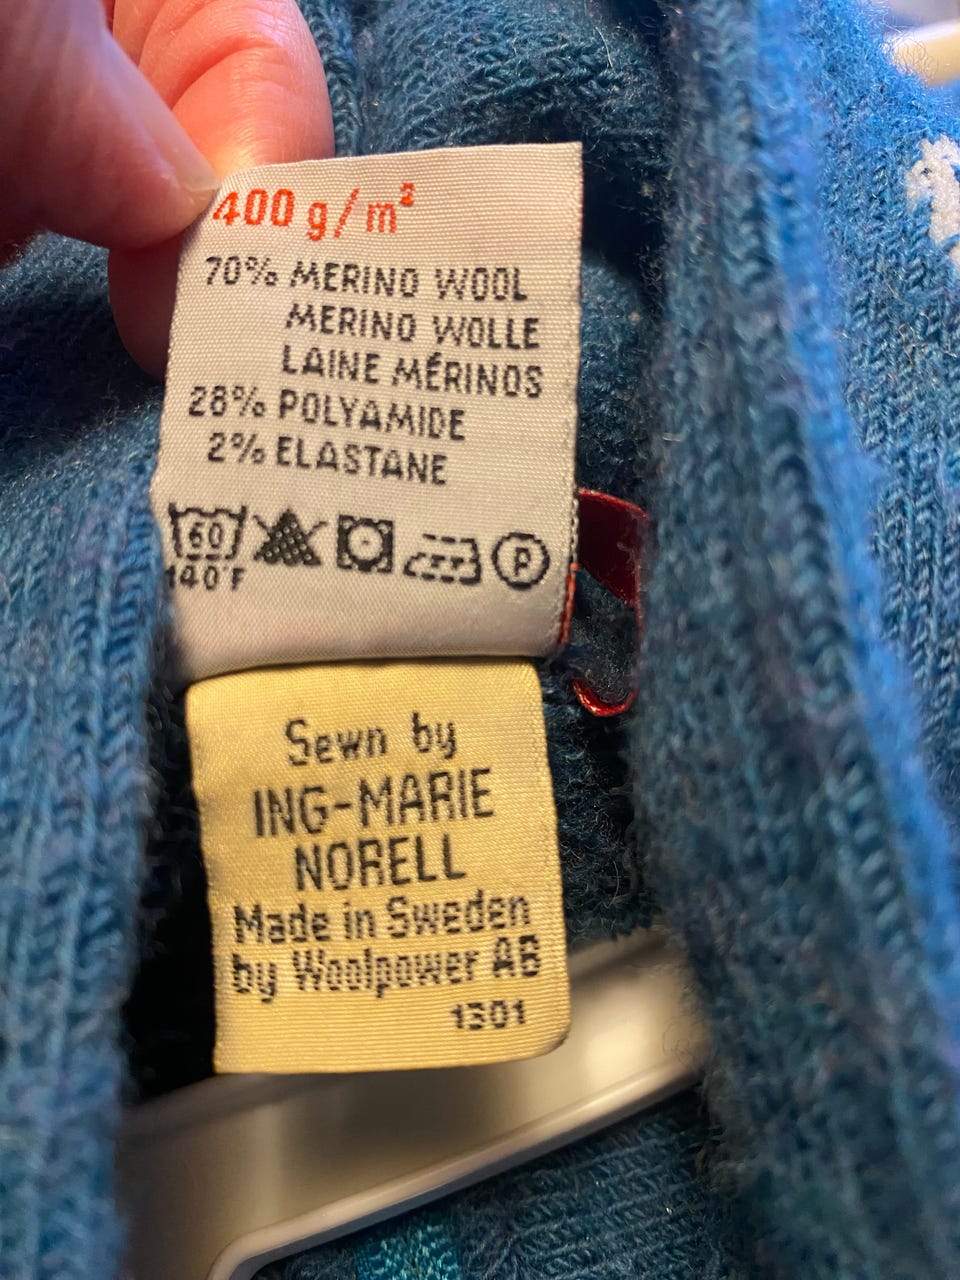 400 g/m²
70% MERINO WOOL
MERINO WOLLE
LAINE MÉRINOS
28% POLYAMIDE
2% ELASTANE
60 P
140°F
Sewn by
ING-MARIE
NORELL
Made in Sweden
by Woolpower AB
1301